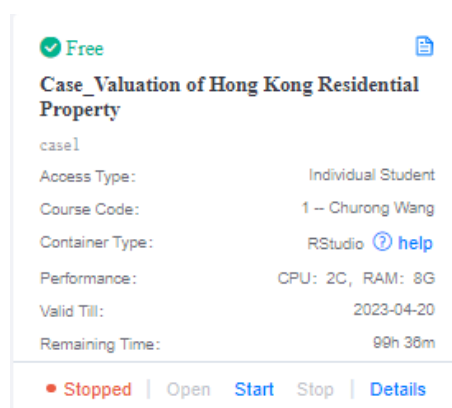 Free
Case_Valuation of Hong Kong Residential
Property
case1
Access Type: Individual Student
Course Code: 1 -- Churong Wang
Container Type: RStudio ? help
Performance: CPU: 2C, RAM: 8G
Valid Till: 2023-04-20
Remaining Time: 99h 36m
Stopped | Open Start Stop | Details